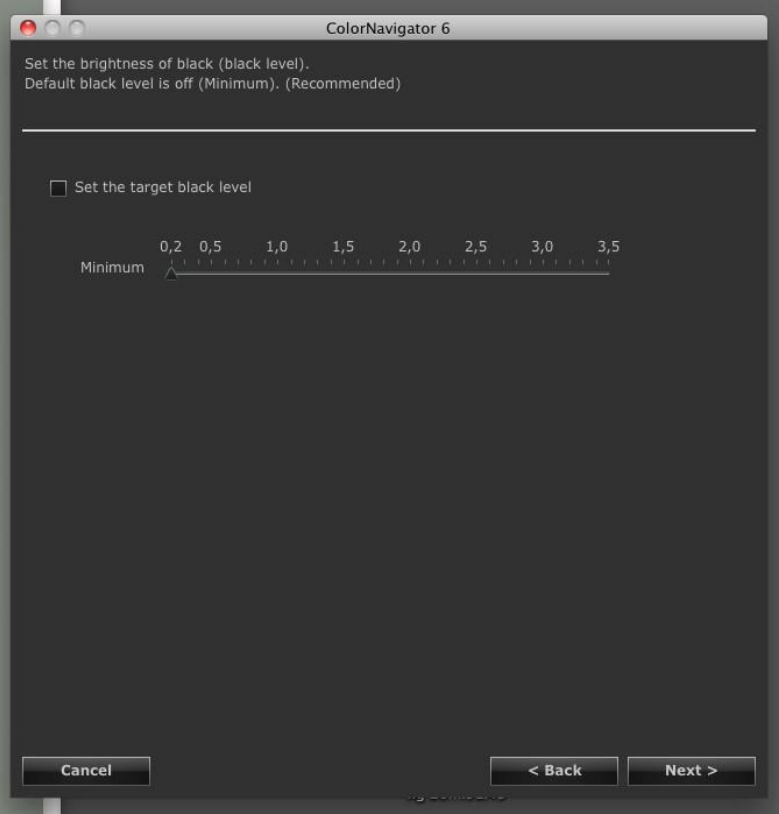 ColorNavigator 6
Set the brightness of black (black level).
Default black level is off (Minimum). (Recommended)
Set the target black level
0,2 0,5 1,0 1,5 2,0 2,5 3,0 3,5
Minimum
Cancel < Back Next >